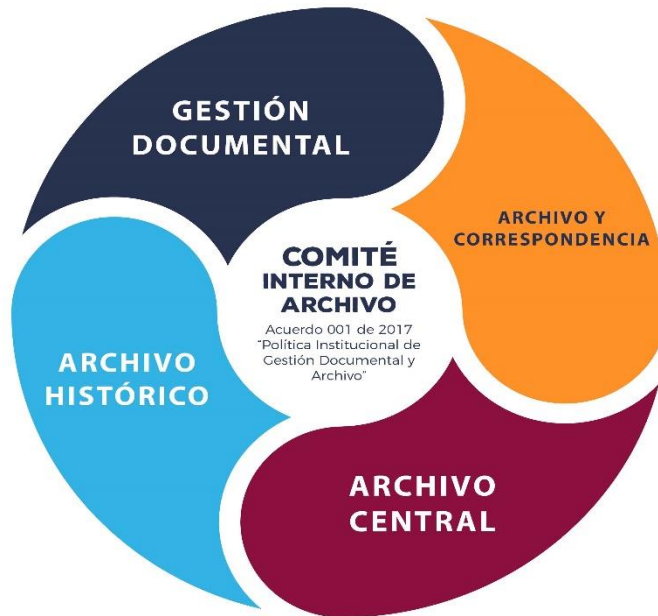 GESTIÓN
DOCUMENTAL
ARCHIVO Y
CORRESPONDENCIA
COMITÉ
INTERNO DE
ARCHIVO
Acuerdo 001 de 2017
“Política Institucional de
Gestión Documental y
Archivo”
ARCHIVO
HISTÓRICO
ARCHIVO
CENTRAL